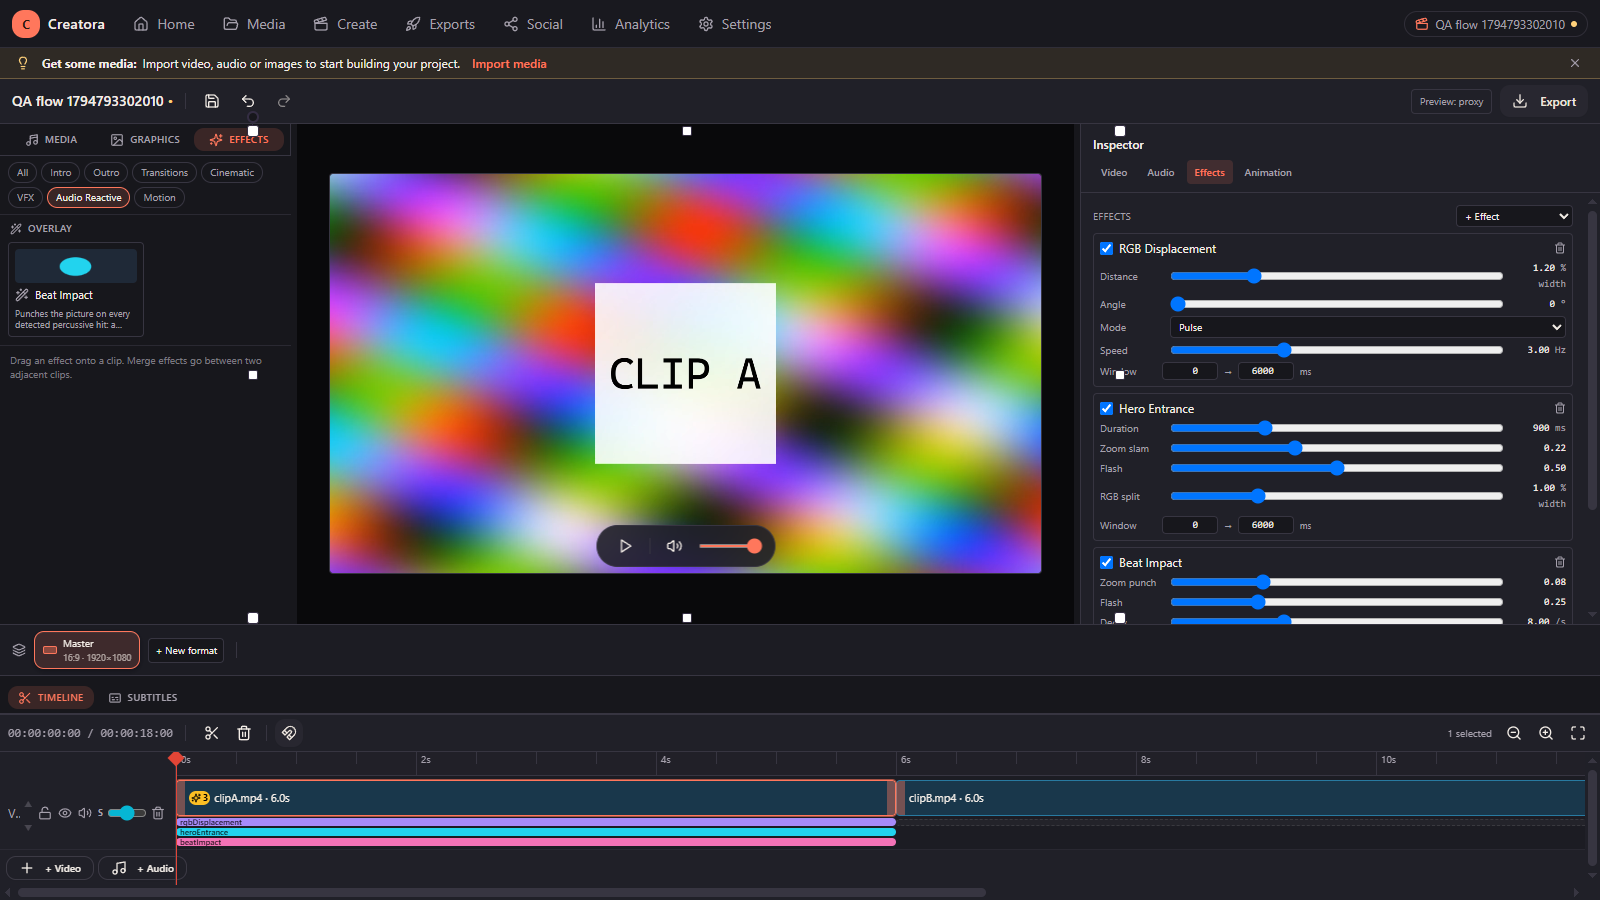 C Creatora Home Media Create Exports Social Analytics Settings QA flow 1794793302010
Get some media: Import video, audio or images to start building your project. Import media
QA flow 1794793302010 • Preview: proxy Export
MEDIA GRAPHICS EFFECTS
All Intro Outro Transitions Cinematic
VFX Audio Reactive Motion
OVERLAY
Beat Impact
Punches the picture on every
detected percussive hit: a...
Drag an effect onto a clip. Merge effects go between two
adjacent clips.
CLIP A
Inspector
Video Audio Effects Animation
EFFECTS + Effect
RGB Displacement
Distance 1.20 % width
Angle 0 °
Mode Pulse
Speed 3.00 Hz
Window 0 → 6000 ms
Hero Entrance
Duration 900 ms
Zoom slam 0.22
Flash 0.50
RGB split 1.00 % width
Window 0 → 6000 ms
Beat Impact
Zoom punch 0.08
Flash 0.25
8.00 /s
Master
16:9 · 1920×1080
+ New format
TIMELINE SUBTITLES
00:00:00:00 / 00:00:18:00 1 selected
0s 2s 4s 6s 8s 10s
V.. S 3 clipA.mp4 · 6.0s clipB.mp4 · 6.0s
rgbDisplacement
heroEntrance
beatImpact
+ Video + Audio